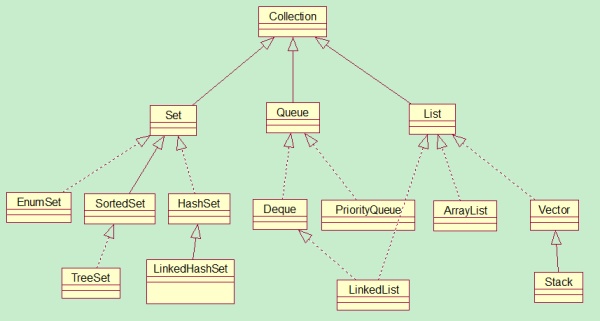 Collection
Set
Queue
List
EnumSet
SortedSet
HashSet
Deque
PriorityQueue
ArrayList
Vector
TreeSet
LinkedHashSet
LinkedList
Stack